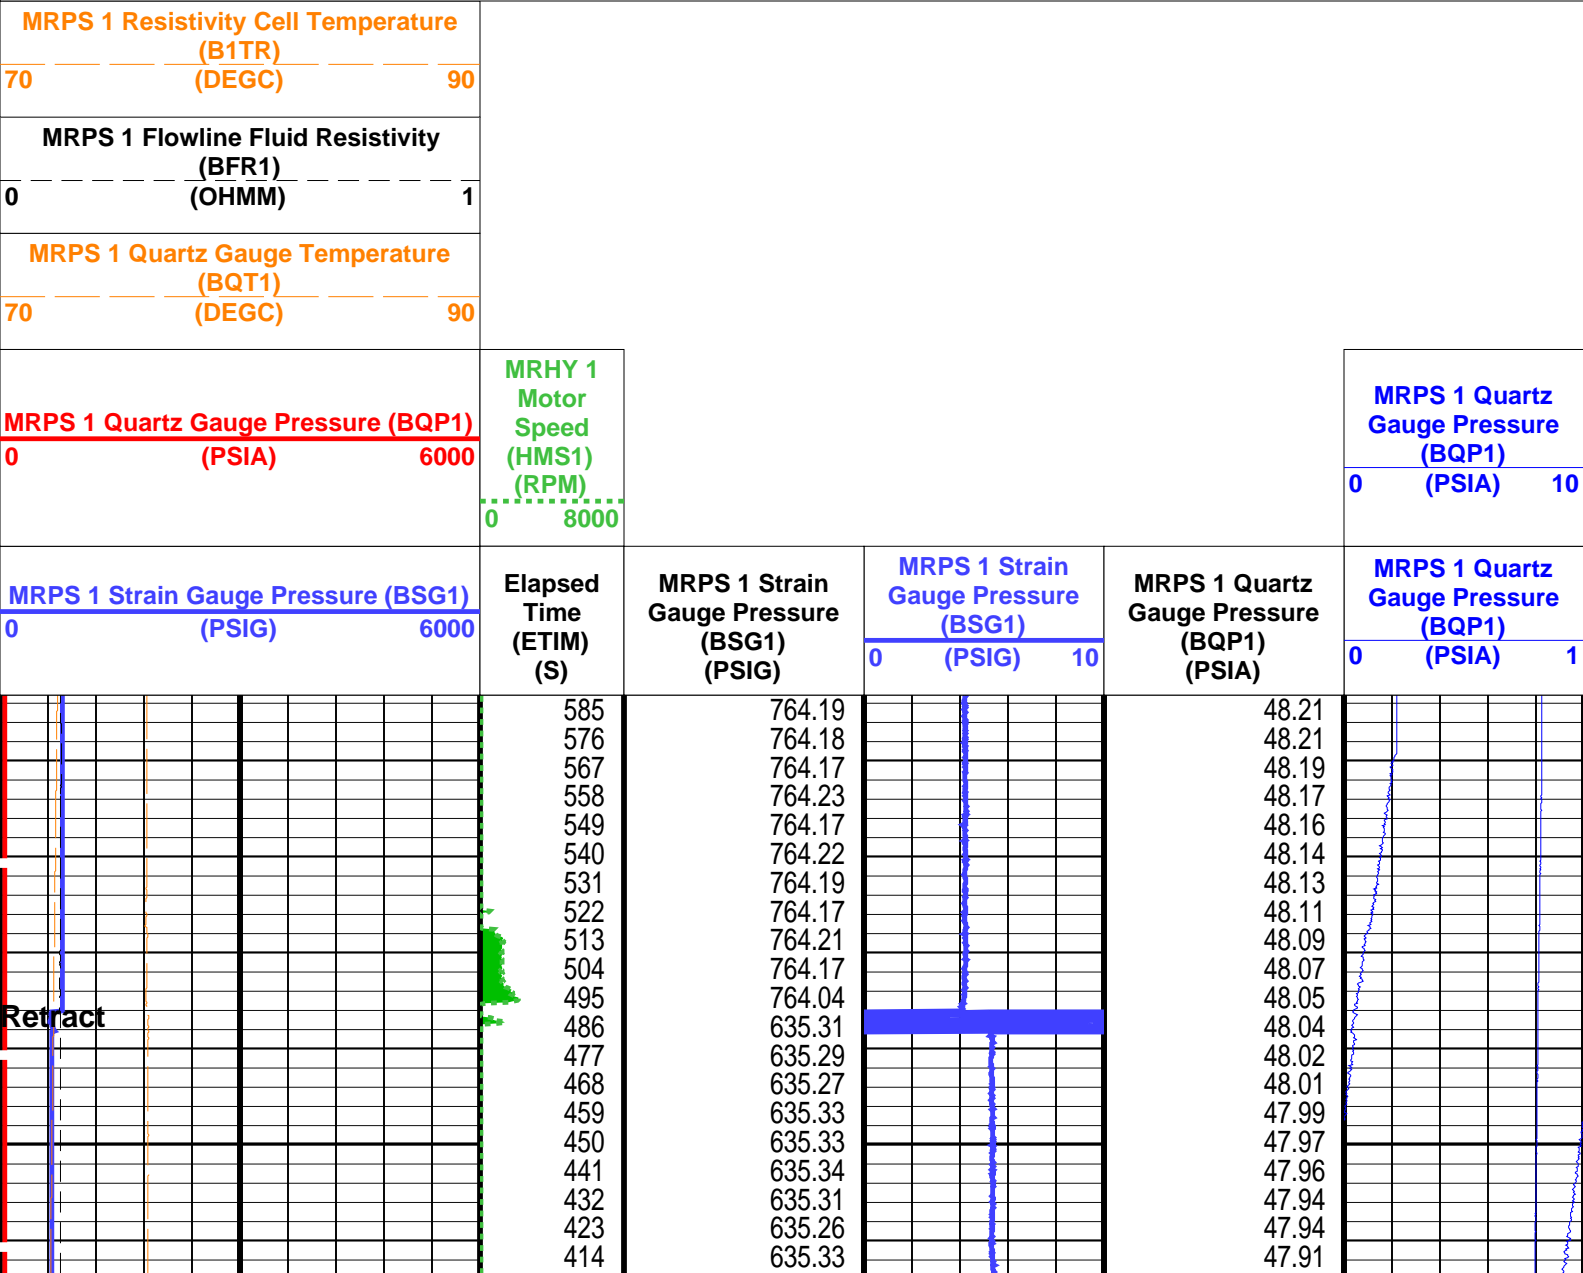 MRPS 1 Resistivity Cell Temperature
(B1TR)
70 (DEGC) 90
MRPS 1 Flowline Fluid Resistivity
(BFR1)
0 (OHMM) 1
MRPS 1 Quartz Gauge Temperature
(BQT1)
70 (DEGC) 90
MRPS 1 Quartz Gauge Pressure (BQP1)
0 (PSIA) 6000
MRHY 1
Motor
Speed
(HMS1)
(RPM)
0 8000
MRPS 1 Quartz
Gauge Pressure
(BQP1)
0 (PSIA) 10
MRPS 1 Strain Gauge Pressure (BSG1)
0 (PSIG) 6000
Elapsed
Time
(ETIM)
(S)
MRPS 1 Strain
Gauge Pressure
(BSG1)
(PSIG)
MRPS 1 Strain
Gauge Pressure
(BSG1)
0 (PSIG) 10
MRPS 1 Quartz
Gauge Pressure
(BQP1)
(PSIA)
MRPS 1 Quartz
Gauge Pressure
(BQP1)
0 (PSIA) 1
585 764.19 48.21
576 764.18 48.21
567 764.17 48.19
558 764.23 48.17
549 764.17 48.16
540 764.22 48.14
531 764.19 48.13
522 764.17 48.11
513 764.21 48.09
504 764.17 48.07
495 764.04 48.05
Retract
486 635.31 48.04
477 635.29 48.02
468 635.27 48.01
459 635.33 47.99
450 635.33 47.97
441 635.34 47.96
432 635.31 47.94
423 635.26 47.94
414 635.33 47.91